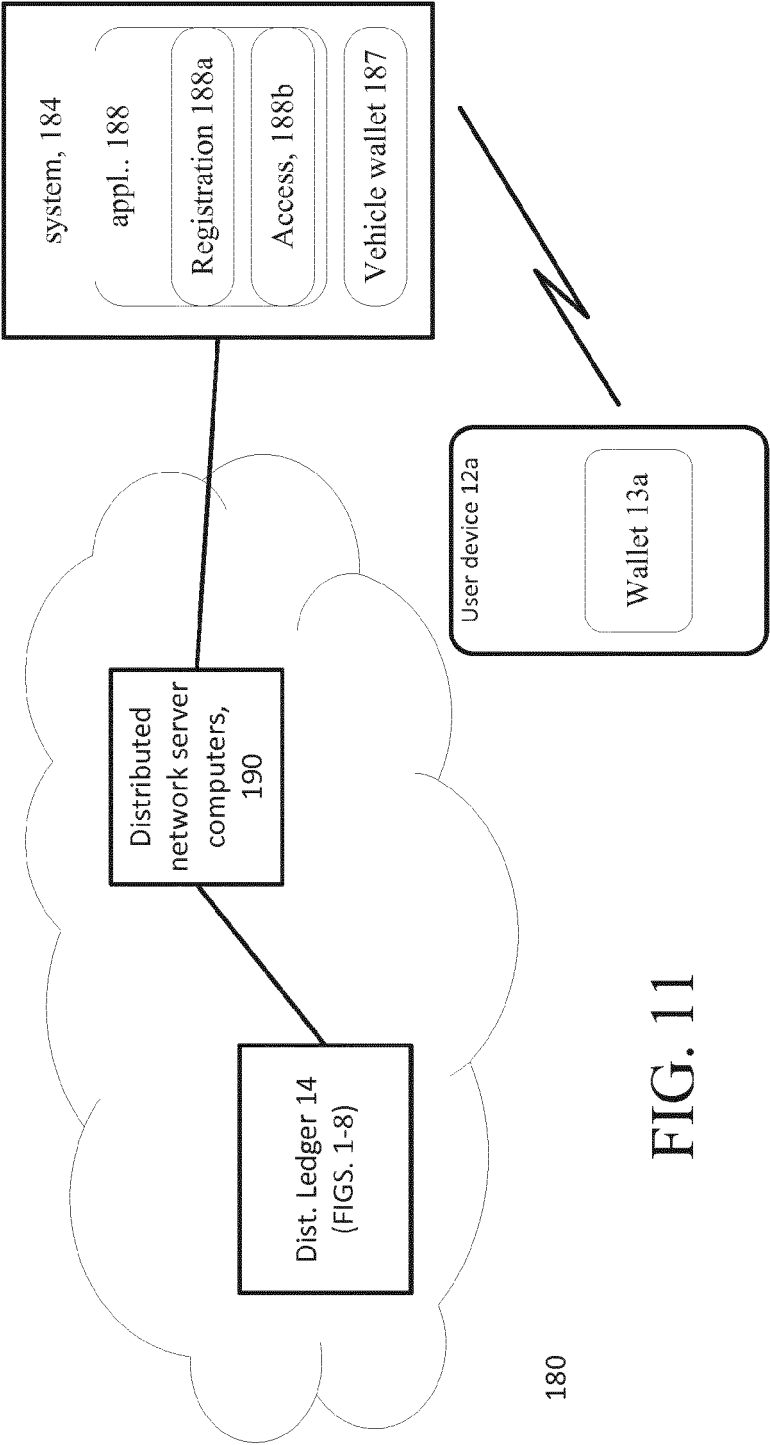 system, 184
appl.. 188
Registration 188a
Access, 188b
Vehicle wallet 187
Distributed
network server
computers,
190
User device 12a
Wallet 13a
Dist. Ledger 14
(FIGS. 1-8)
180
FIG. 11